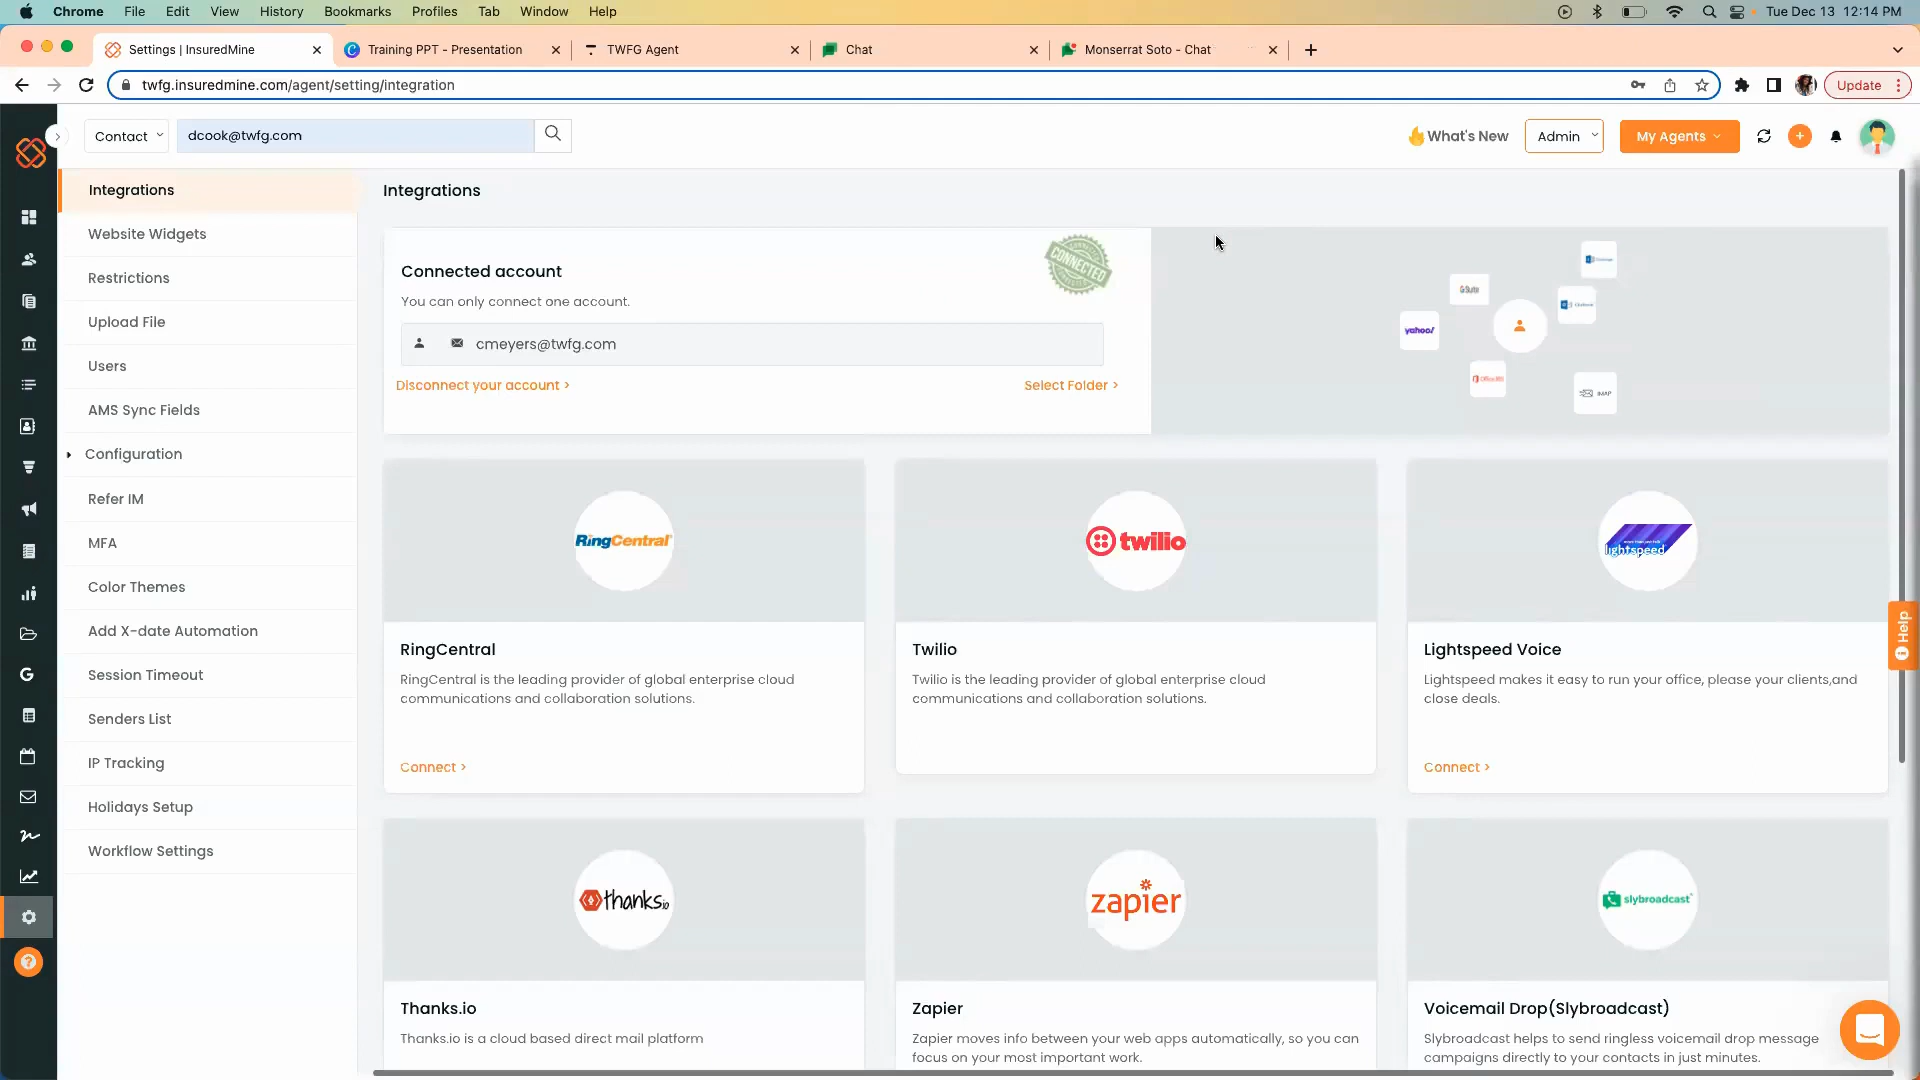 Chrome File Edit View History Bookmarks Profiles Tab Window Help Tue Dec 13 12:14 PM
Settings | InsuredMine
Training PPT - Presentation
TWFG Agent
Chat
Monserrat Soto - Chat
twfg.insuredmine.com/agent/setting/integration
Update
Contact
dcook@twfg.com
What's New
Admin
My Agents
Integrations
Website Widgets
Restrictions
Upload File
Users
AMS Sync Fields
Configuration
Refer IM
MFA
Color Themes
Add X-date Automation
Session Timeout
Senders List
IP Tracking
Holidays Setup
Workflow Settings
Integrations
Connected account
CONNECTED
You can only connect one account.
cmeyers@twfg.com
Disconnect your account >
Select Folder >
G Suite
yahoo!
Office 365
IMAP
RingCentral
RingCentral
RingCentral is the leading provider of global enterprise cloud
communications and collaboration solutions.
Connect >
twilio
Twilio
Twilio is the leading provider of global enterprise cloud
communications and collaboration solutions.
lightspeed
Lightspeed Voice
Lightspeed makes it easy to run your office, please your clients,and
close deals.
Connect >
thanks.io
Thanks.io
Thanks.io is a cloud based direct mail platform
zapier
Zapier
Zapier moves info between your web apps automatically, so you can
focus on your most important work.
slybroadcast
Voicemail Drop(Slybroadcast)
Slybroadcast helps to send ringless voicemail drop message
campaigns directly to your contacts in just minutes.
Help